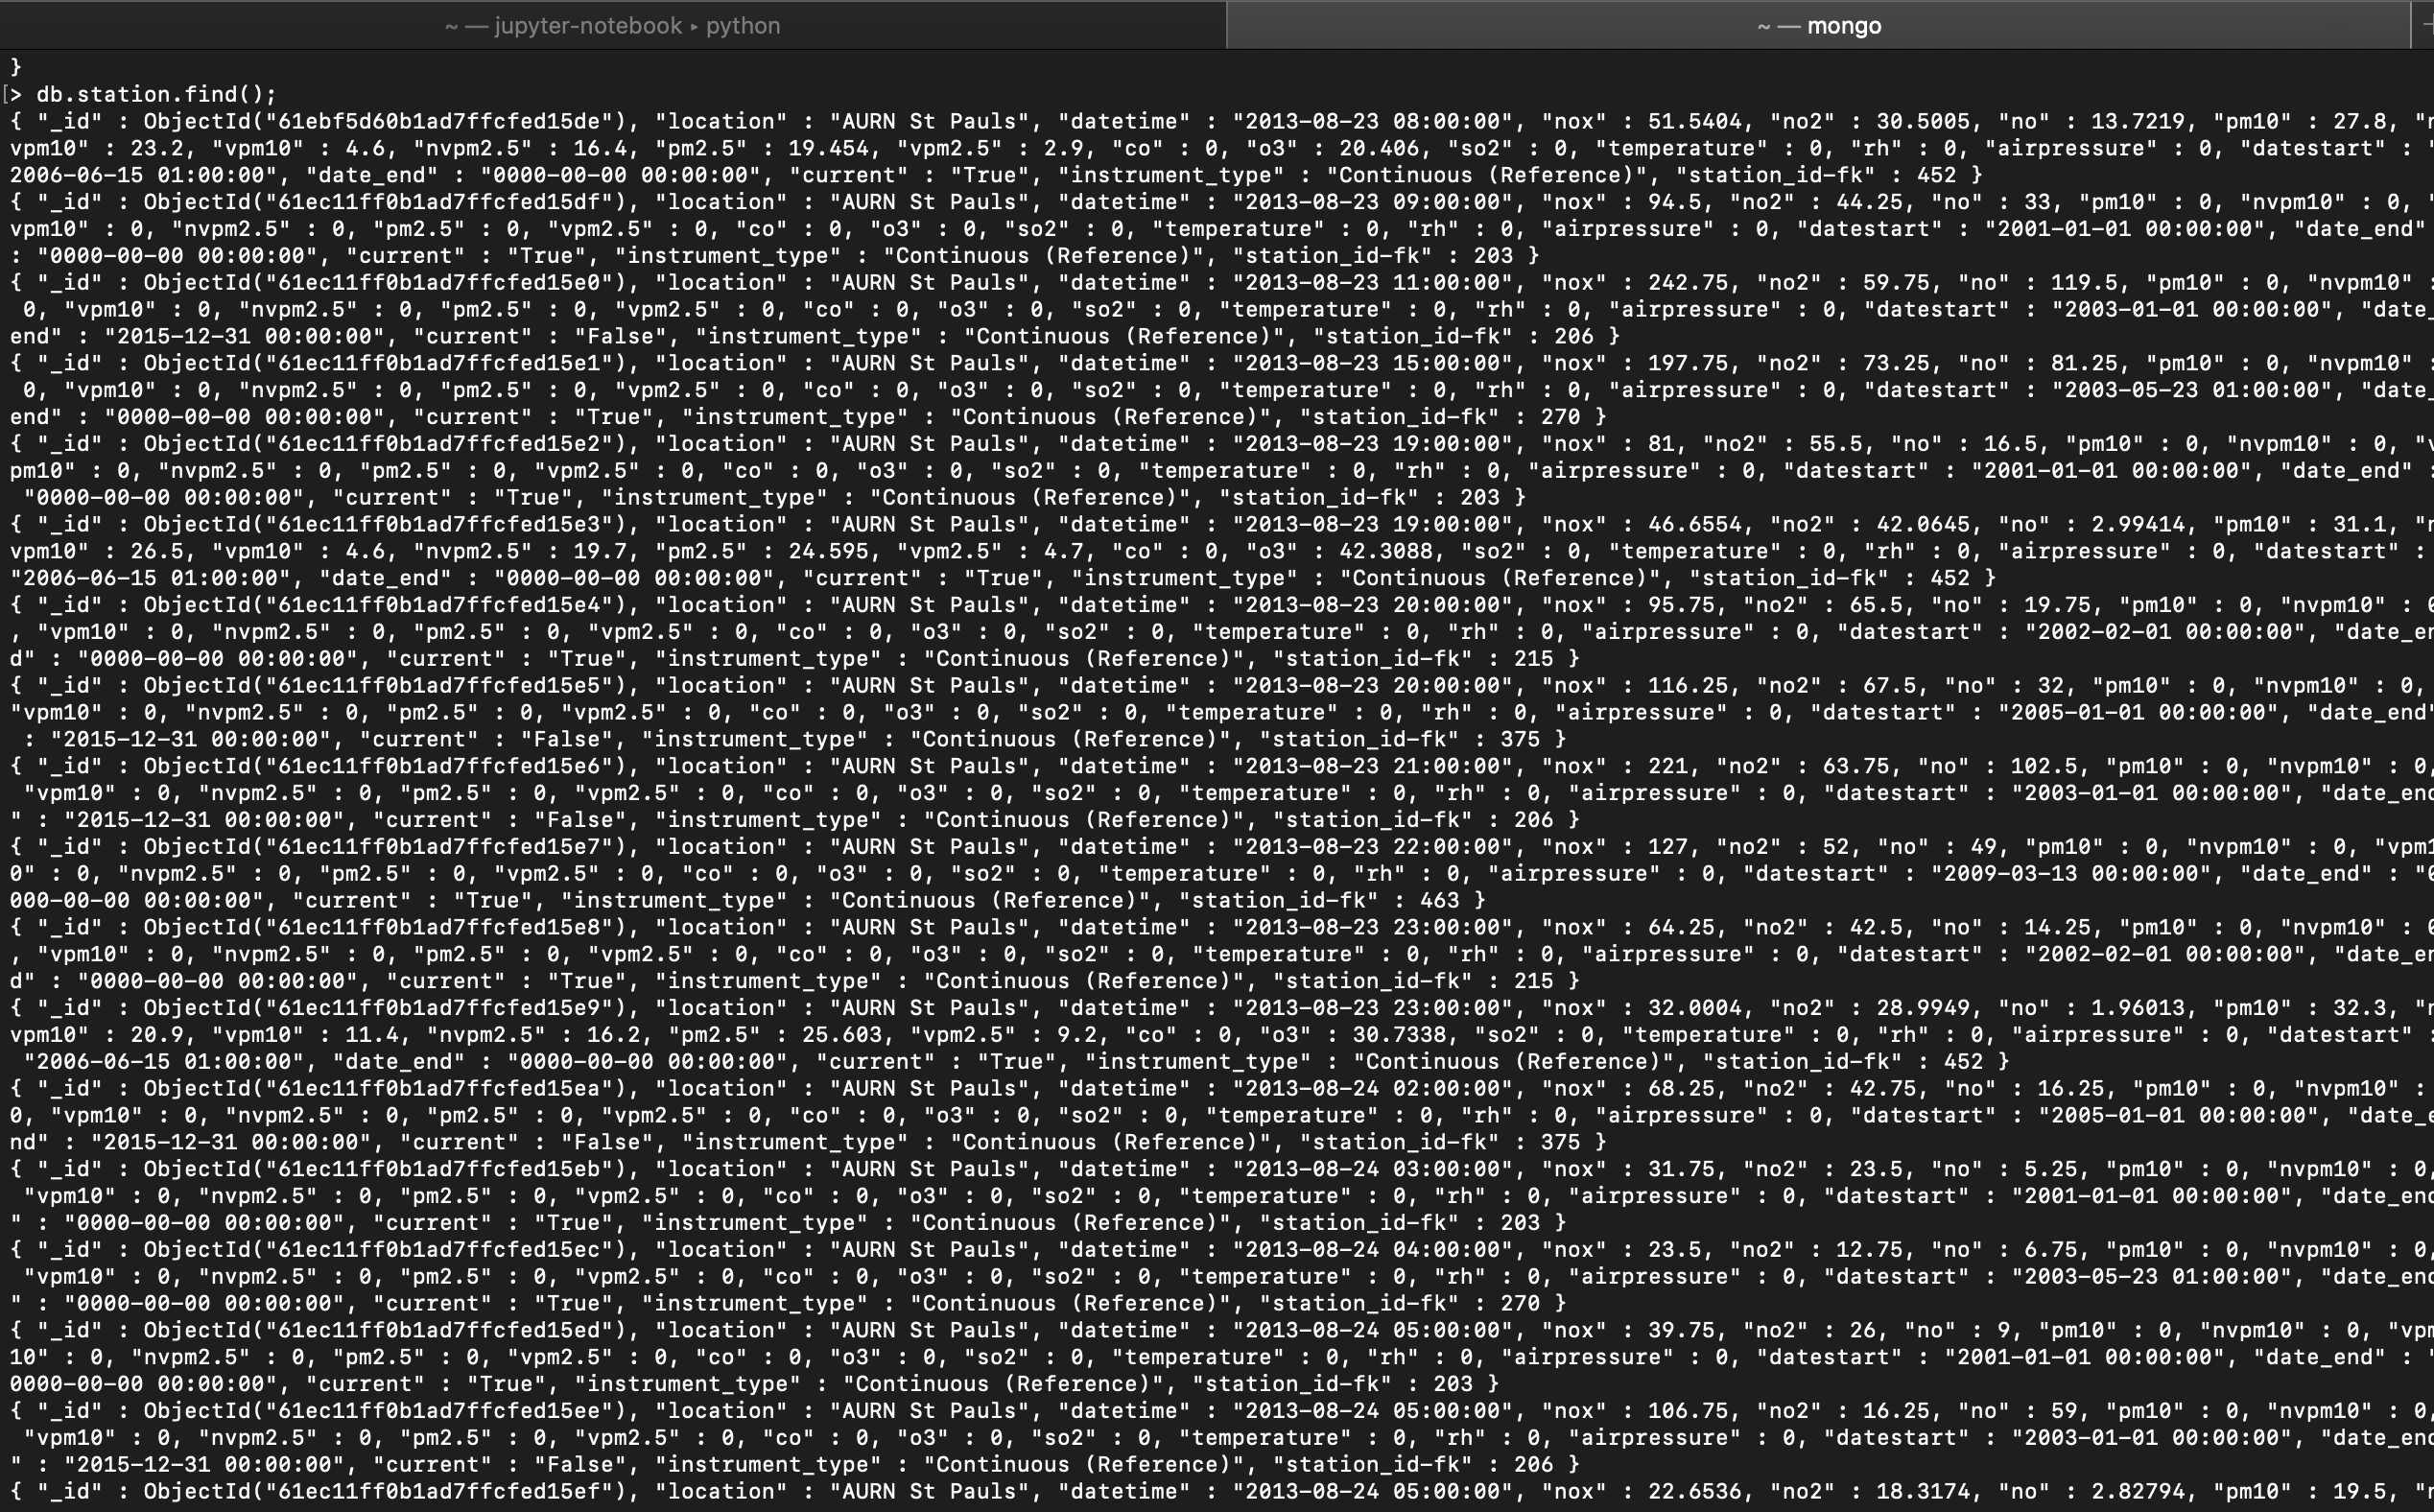 ~ — jupyter-notebook ▸ python
~ — mongo
}
[> db.station.find();
{ "_id" : ObjectId("61ebf5d60b1ad7ffcfed15de"), "location" : "AURN St Pauls", "datetime" : "2013-08-23 08:00:00", "nox" : 51.5404, "no2" : 30.5005, "no" : 13.7219, "pm10" : 27.8, "n
vpm10" : 23.2, "vpm10" : 4.6, "nvpm2.5" : 16.4, "pm2.5" : 19.454, "vpm2.5" : 2.9, "co" : 0, "o3" : 20.406, "so2" : 0, "temperature" : 0, "rh" : 0, "airpressure" : 0, "datestart" : "
2006-06-15 01:00:00", "date_end" : "0000-00-00 00:00:00", "current" : "True", "instrument_type" : "Continuous (Reference)", "station_id-fk" : 452 }
{ "_id" : ObjectId("61ec11ff0b1ad7ffcfed15df"), "location" : "AURN St Pauls", "datetime" : "2013-08-23 09:00:00", "nox" : 94.5, "no2" : 44.25, "no" : 33, "pm10" : 0, "nvpm10" : 0, "
vpm10" : 0, "nvpm2.5" : 0, "pm2.5" : 0, "vpm2.5" : 0, "co" : 0, "o3" : 0, "so2" : 0, "temperature" : 0, "rh" : 0, "airpressure" : 0, "datestart" : "2001-01-01 00:00:00", "date_end"
: "0000-00-00 00:00:00", "current" : "True", "instrument_type" : "Continuous (Reference)", "station_id-fk" : 203 }
{ "_id" : ObjectId("61ec11ff0b1ad7ffcfed15e0"), "location" : "AURN St Pauls", "datetime" : "2013-08-23 11:00:00", "nox" : 242.75, "no2" : 59.75, "no" : 119.5, "pm10" : 0, "nvpm10" :
0, "vpm10" : 0, "nvpm2.5" : 0, "pm2.5" : 0, "vpm2.5" : 0, "co" : 0, "o3" : 0, "so2" : 0, "temperature" : 0, "rh" : 0, "airpressure" : 0, "datestart" : "2003-01-01 00:00:00", "date_
end" : "2015-12-31 00:00:00", "current" : "False", "instrument_type" : "Continuous (Reference)", "station_id-fk" : 206 }
{ "_id" : ObjectId("61ec11ff0b1ad7ffcfed15e1"), "location" : "AURN St Pauls", "datetime" : "2013-08-23 15:00:00", "nox" : 197.75, "no2" : 73.25, "no" : 81.25, "pm10" : 0, "nvpm10" :
0, "vpm10" : 0, "nvpm2.5" : 0, "pm2.5" : 0, "vpm2.5" : 0, "co" : 0, "o3" : 0, "so2" : 0, "temperature" : 0, "rh" : 0, "airpressure" : 0, "datestart" : "2003-05-23 01:00:00", "date_
end" : "0000-00-00 00:00:00", "current" : "True", "instrument_type" : "Continuous (Reference)", "station_id-fk" : 270 }
{ "_id" : ObjectId("61ec11ff0b1ad7ffcfed15e2"), "location" : "AURN St Pauls", "datetime" : "2013-08-23 19:00:00", "nox" : 81, "no2" : 55.5, "no" : 16.5, "pm10" : 0, "nvpm10" : 0, "v
pm10" : 0, "nvpm2.5" : 0, "pm2.5" : 0, "vpm2.5" : 0, "co" : 0, "o3" : 0, "so2" : 0, "temperature" : 0, "rh" : 0, "airpressure" : 0, "datestart" : "2001-01-01 00:00:00", "date_end" :
"0000-00-00 00:00:00", "current" : "True", "instrument_type" : "Continuous (Reference)", "station_id-fk" : 203 }
{ "_id" : ObjectId("61ec11ff0b1ad7ffcfed15e3"), "location" : "AURN St Pauls", "datetime" : "2013-08-23 19:00:00", "nox" : 46.6554, "no2" : 42.0645, "no" : 2.99414, "pm10" : 31.1, "n
vpm10" : 26.5, "vpm10" : 4.6, "nvpm2.5" : 19.7, "pm2.5" : 24.595, "vpm2.5" : 4.7, "co" : 0, "o3" : 42.3088, "so2" : 0, "temperature" : 0, "rh" : 0, "airpressure" : 0, "datestart" :
"2006-06-15 01:00:00", "date_end" : "0000-00-00 00:00:00", "current" : "True", "instrument_type" : "Continuous (Reference)", "station_id-fk" : 452 }
{ "_id" : ObjectId("61ec11ff0b1ad7ffcfed15e4"), "location" : "AURN St Pauls", "datetime" : "2013-08-23 20:00:00", "nox" : 95.75, "no2" : 65.5, "no" : 19.75, "pm10" : 0, "nvpm10" : 0
, "vpm10" : 0, "nvpm2.5" : 0, "pm2.5" : 0, "vpm2.5" : 0, "co" : 0, "o3" : 0, "so2" : 0, "temperature" : 0, "rh" : 0, "airpressure" : 0, "datestart" : "2002-02-01 00:00:00", "date_en
d" : "0000-00-00 00:00:00", "current" : "True", "instrument_type" : "Continuous (Reference)", "station_id-fk" : 215 }
{ "_id" : ObjectId("61ec11ff0b1ad7ffcfed15e5"), "location" : "AURN St Pauls", "datetime" : "2013-08-23 20:00:00", "nox" : 116.25, "no2" : 67.5, "no" : 32, "pm10" : 0, "nvpm10" : 0,
"vpm10" : 0, "nvpm2.5" : 0, "pm2.5" : 0, "vpm2.5" : 0, "co" : 0, "o3" : 0, "so2" : 0, "temperature" : 0, "rh" : 0, "airpressure" : 0, "datestart" : "2005-01-01 00:00:00", "date_end"
: "2015-12-31 00:00:00", "current" : "False", "instrument_type" : "Continuous (Reference)", "station_id-fk" : 375 }
{ "_id" : ObjectId("61ec11ff0b1ad7ffcfed15e6"), "location" : "AURN St Pauls", "datetime" : "2013-08-23 21:00:00", "nox" : 221, "no2" : 63.75, "no" : 102.5, "pm10" : 0, "nvpm10" : 0,
"vpm10" : 0, "nvpm2.5" : 0, "pm2.5" : 0, "vpm2.5" : 0, "co" : 0, "o3" : 0, "so2" : 0, "temperature" : 0, "rh" : 0, "airpressure" : 0, "datestart" : "2003-01-01 00:00:00", "date_end
" : "2015-12-31 00:00:00", "current" : "False", "instrument_type" : "Continuous (Reference)", "station_id-fk" : 206 }
{ "_id" : ObjectId("61ec11ff0b1ad7ffcfed15e7"), "location" : "AURN St Pauls", "datetime" : "2013-08-23 22:00:00", "nox" : 127, "no2" : 52, "no" : 49, "pm10" : 0, "nvpm10" : 0, "vpm1
0" : 0, "nvpm2.5" : 0, "pm2.5" : 0, "vpm2.5" : 0, "co" : 0, "o3" : 0, "so2" : 0, "temperature" : 0, "rh" : 0, "airpressure" : 0, "datestart" : "2009-03-13 00:00:00", "date_end" : "0
000-00-00 00:00:00", "current" : "True", "instrument_type" : "Continuous (Reference)", "station_id-fk" : 463 }
{ "_id" : ObjectId("61ec11ff0b1ad7ffcfed15e8"), "location" : "AURN St Pauls", "datetime" : "2013-08-23 23:00:00", "nox" : 64.25, "no2" : 42.5, "no" : 14.25, "pm10" : 0, "nvpm10" : 0
, "vpm10" : 0, "nvpm2.5" : 0, "pm2.5" : 0, "vpm2.5" : 0, "co" : 0, "o3" : 0, "so2" : 0, "temperature" : 0, "rh" : 0, "airpressure" : 0, "datestart" : "2002-02-01 00:00:00", "date_en
d" : "0000-00-00 00:00:00", "current" : "True", "instrument_type" : "Continuous (Reference)", "station_id-fk" : 215 }
{ "_id" : ObjectId("61ec11ff0b1ad7ffcfed15e9"), "location" : "AURN St Pauls", "datetime" : "2013-08-23 23:00:00", "nox" : 32.0004, "no2" : 28.9949, "no" : 1.96013, "pm10" : 32.3, "n
vpm10" : 20.9, "vpm10" : 11.4, "nvpm2.5" : 16.2, "pm2.5" : 25.603, "vpm2.5" : 9.2, "co" : 0, "o3" : 30.7338, "so2" : 0, "temperature" : 0, "rh" : 0, "airpressure" : 0, "datestart" :
"2006-06-15 01:00:00", "date_end" : "0000-00-00 00:00:00", "current" : "True", "instrument_type" : "Continuous (Reference)", "station_id-fk" : 452 }
{ "_id" : ObjectId("61ec11ff0b1ad7ffcfed15ea"), "location" : "AURN St Pauls", "datetime" : "2013-08-24 02:00:00", "nox" : 68.25, "no2" : 42.75, "no" : 16.25, "pm10" : 0, "nvpm10" :
0, "vpm10" : 0, "nvpm2.5" : 0, "pm2.5" : 0, "vpm2.5" : 0, "co" : 0, "o3" : 0, "so2" : 0, "temperature" : 0, "rh" : 0, "airpressure" : 0, "datestart" : "2005-01-01 00:00:00", "date_e
nd" : "2015-12-31 00:00:00", "current" : "False", "instrument_type" : "Continuous (Reference)", "station_id-fk" : 375 }
{ "_id" : ObjectId("61ec11ff0b1ad7ffcfed15eb"), "location" : "AURN St Pauls", "datetime" : "2013-08-24 03:00:00", "nox" : 31.75, "no2" : 23.5, "no" : 5.25, "pm10" : 0, "nvpm10" : 0,
"vpm10" : 0, "nvpm2.5" : 0, "pm2.5" : 0, "vpm2.5" : 0, "co" : 0, "o3" : 0, "so2" : 0, "temperature" : 0, "rh" : 0, "airpressure" : 0, "datestart" : "2001-01-01 00:00:00", "date_end
" : "0000-00-00 00:00:00", "current" : "True", "instrument_type" : "Continuous (Reference)", "station_id-fk" : 203 }
{ "_id" : ObjectId("61ec11ff0b1ad7ffcfed15ec"), "location" : "AURN St Pauls", "datetime" : "2013-08-24 04:00:00", "nox" : 23.5, "no2" : 12.75, "no" : 6.75, "pm10" : 0, "nvpm10" : 0,
"vpm10" : 0, "nvpm2.5" : 0, "pm2.5" : 0, "vpm2.5" : 0, "co" : 0, "o3" : 0, "so2" : 0, "temperature" : 0, "rh" : 0, "airpressure" : 0, "datestart" : "2003-05-23 01:00:00", "date_end
" : "0000-00-00 00:00:00", "current" : "True", "instrument_type" : "Continuous (Reference)", "station_id-fk" : 270 }
{ "_id" : ObjectId("61ec11ff0b1ad7ffcfed15ed"), "location" : "AURN St Pauls", "datetime" : "2013-08-24 05:00:00", "nox" : 39.75, "no2" : 26, "no" : 9, "pm10" : 0, "nvpm10" : 0, "vpm
10" : 0, "nvpm2.5" : 0, "pm2.5" : 0, "vpm2.5" : 0, "co" : 0, "o3" : 0, "so2" : 0, "temperature" : 0, "rh" : 0, "airpressure" : 0, "datestart" : "2001-01-01 00:00:00", "date_end" : "
0000-00-00 00:00:00", "current" : "True", "instrument_type" : "Continuous (Reference)", "station_id-fk" : 203 }
{ "_id" : ObjectId("61ec11ff0b1ad7ffcfed15ee"), "location" : "AURN St Pauls", "datetime" : "2013-08-24 05:00:00", "nox" : 106.75, "no2" : 16.25, "no" : 59, "pm10" : 0, "nvpm10" : 0,
"vpm10" : 0, "nvpm2.5" : 0, "pm2.5" : 0, "vpm2.5" : 0, "co" : 0, "o3" : 0, "so2" : 0, "temperature" : 0, "rh" : 0, "airpressure" : 0, "datestart" : "2003-01-01 00:00:00", "date_end
" : "2015-12-31 00:00:00", "current" : "False", "instrument_type" : "Continuous (Reference)", "station_id-fk" : 206 }
{ "_id" : ObjectId("61ec11ff0b1ad7ffcfed15ef"), "location" : "AURN St Pauls", "datetime" : "2013-08-24 05:00:00", "nox" : 22.6536, "no2" : 18.3174, "no" : 2.82794, "pm10" : 19.5, "n